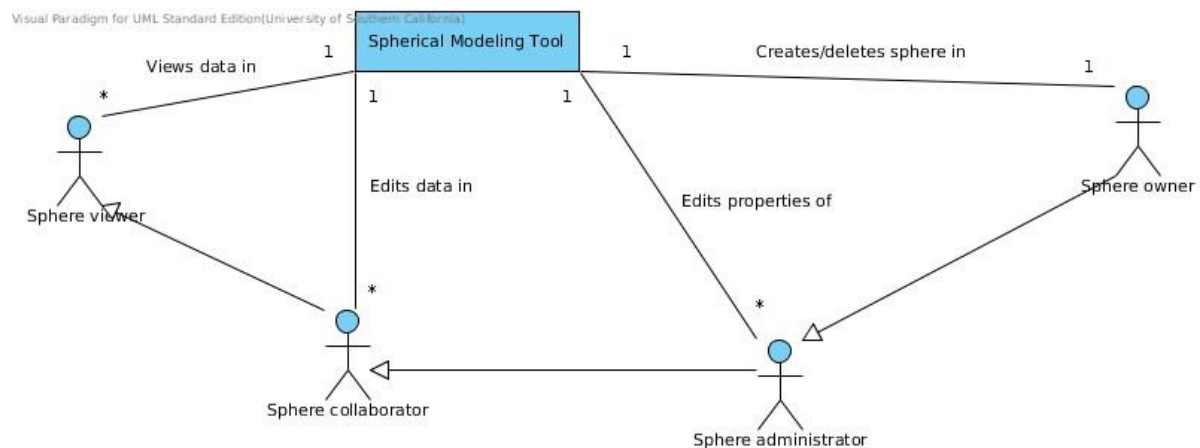 Visual Paradigm for UML Standard Edition(University of Southern California)
Spherical Modeling Tool
1
1
Creates/deletes sphere in
Views data in
1
*
1
1
Edits data in
Sphere owner
Edits properties of
Sphere viewer
*
*
Sphere collaborator
Sphere administrator